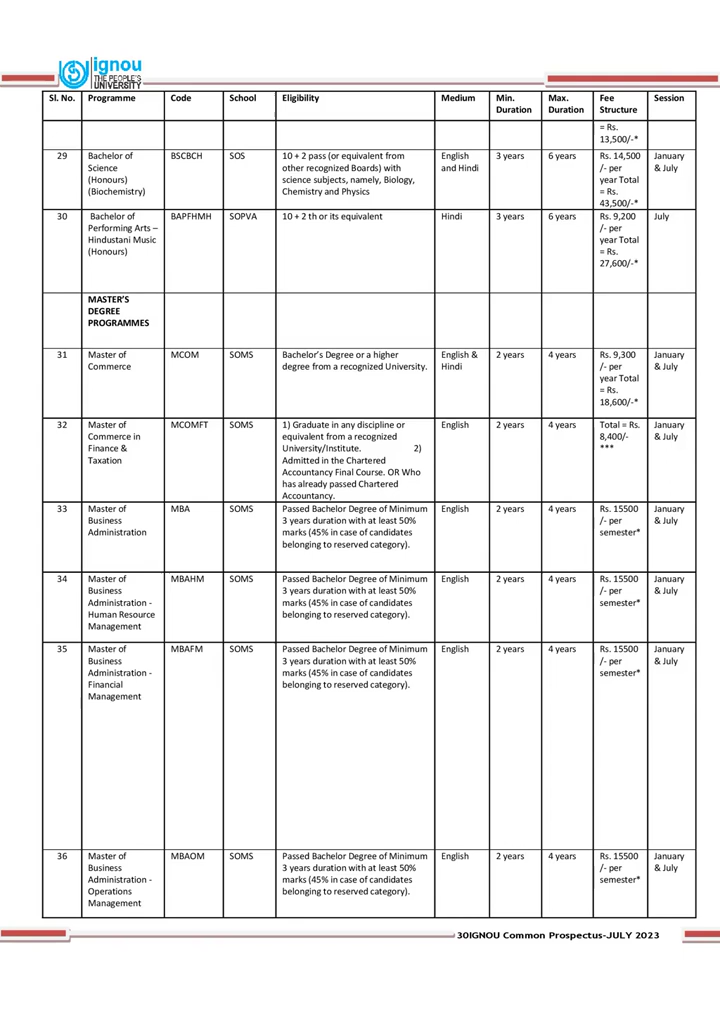 ignou
THE PEOPLE'S
UNIVERSITY
Sl. No. Programme Code School Eligibility Medium Min. Duration Max. Duration Fee Structure Session
= Rs.
13,500/-*
29 Bachelor of Science (Honours) (Biochemistry) BSCBCH SOS 10 + 2 pass (or equivalent from other recognized Boards) with science subjects, namely, Biology, Chemistry and Physics English and Hindi 3 years 6 years Rs. 14,500 /- per year Total = Rs. 43,500/-* January & July
30 Bachelor of Performing Arts – Hindustani Music (Honours) BAPFHMH SOPVA 10 + 2 th or its equivalent Hindi 3 years 6 years Rs. 9,200 /- per year Total = Rs. 27,600/-* July
MASTER'S
DEGREE
PROGRAMMES
31 Master of Commerce MCOM SOMS Bachelor's Degree or a higher degree from a recognized University. English & Hindi 2 years 4 years Rs. 9,300 /- per year Total = Rs. 18,600/-* January & July
32 Master of Commerce in Finance & Taxation MCOMFT SOMS 1) Graduate in any discipline or equivalent from a recognized University/Institute. 2) Admitted in the Chartered Accountancy Final Course. OR Who has already passed Chartered Accountancy. English 2 years 4 years Total = Rs. 8,400/- *** January & July
33 Master of Business Administration MBA SOMS Passed Bachelor Degree of Minimum 3 years duration with at least 50% marks (45% in case of candidates belonging to reserved category). English 2 years 4 years Rs. 15500 /- per semester* January & July
34 Master of Business Administration - Human Resource Management MBAHM SOMS Passed Bachelor Degree of Minimum 3 years duration with at least 50% marks (45% in case of candidates belonging to reserved category). English 2 years 4 years Rs. 15500 /- per semester* January & July
35 Master of Business Administration - Financial Management MBAFM SOMS Passed Bachelor Degree of Minimum 3 years duration with at least 50% marks (45% in case of candidates belonging to reserved category). English 2 years 4 years Rs. 15500 /- per semester* January & July
36 Master of Business Administration - Operations Management MBAOM SOMS Passed Bachelor Degree of Minimum 3 years duration with at least 50% marks (45% in case of candidates belonging to reserved category). English 2 years 4 years Rs. 15500 /- per semester* January & July
30IGNOU Common Prospectus-JULY 2023